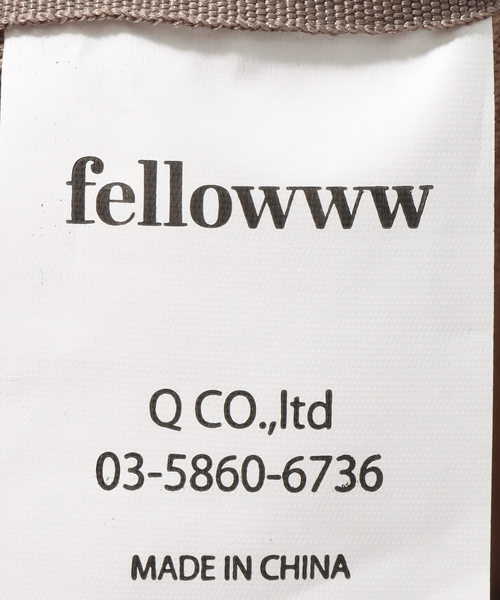 fellowww
Q CO.,ltd
03-5860-6736
MADE IN CHINA